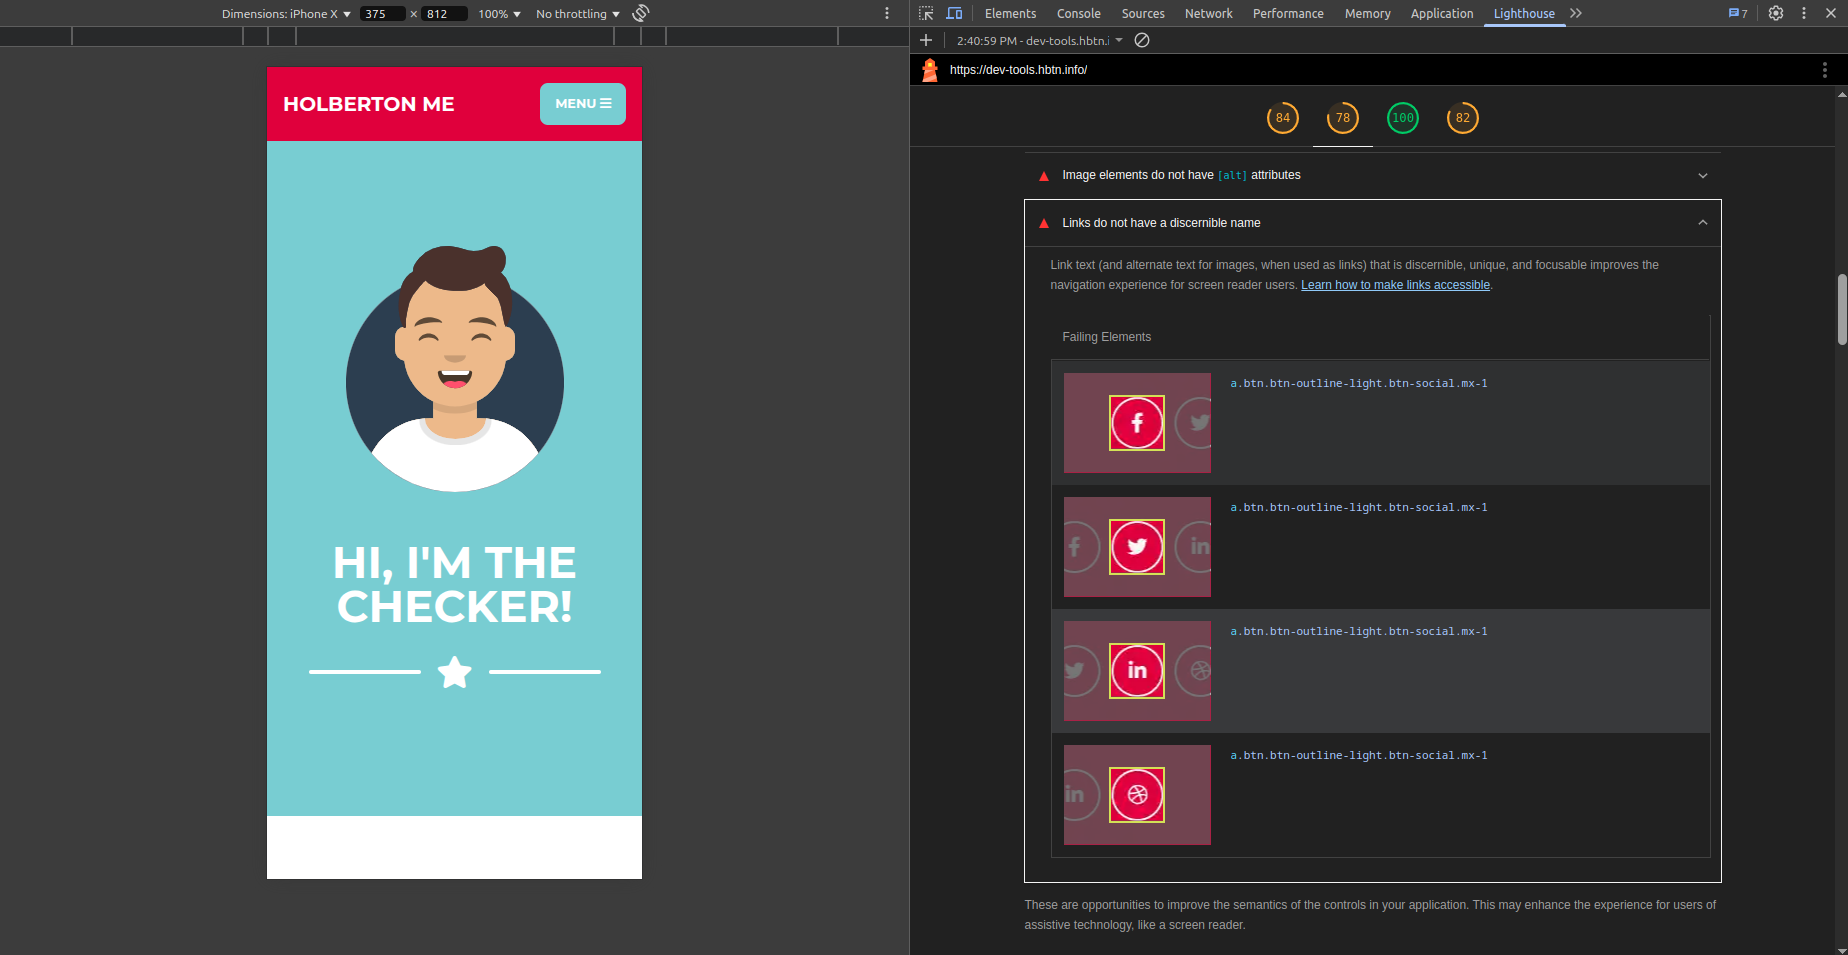 Dimensions: iPhone X 375 × 812 100% No throttling
HOLBERTON ME
MENU
HI, I'M THE
CHECKER!
Elements Console Sources Network Performance Memory Application Lighthouse 7
2:40:59 PM - dev-tools.hbtn.i
https://dev-tools.hbtn.info/
84 78 100 82
Image elements do not have [alt] attributes
Links do not have a discernible name
Link text (and alternate text for images, when used as links) that is discernible, unique, and focusable improves the
navigation experience for screen reader users. Learn how to make links accessible.
Failing Elements
a.btn.btn-outline-light.btn-social.mx-1
a.btn.btn-outline-light.btn-social.mx-1
in
a.btn.btn-outline-light.btn-social.mx-1
in
in
a.btn.btn-outline-light.btn-social.mx-1
These are opportunities to improve the semantics of the controls in your application. This may enhance the experience for users of
assistive technology, like a screen reader.